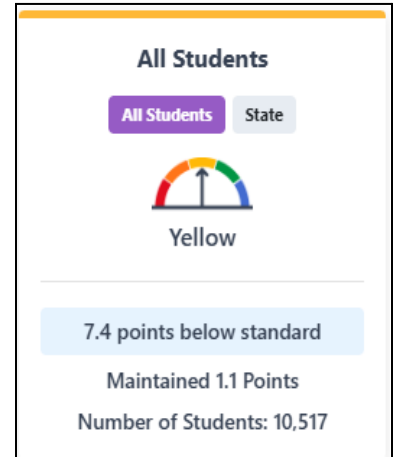 All Students
All Students State
Yellow
7.4 points below standard
Maintained 1.1 Points
Number of Students: 10,517